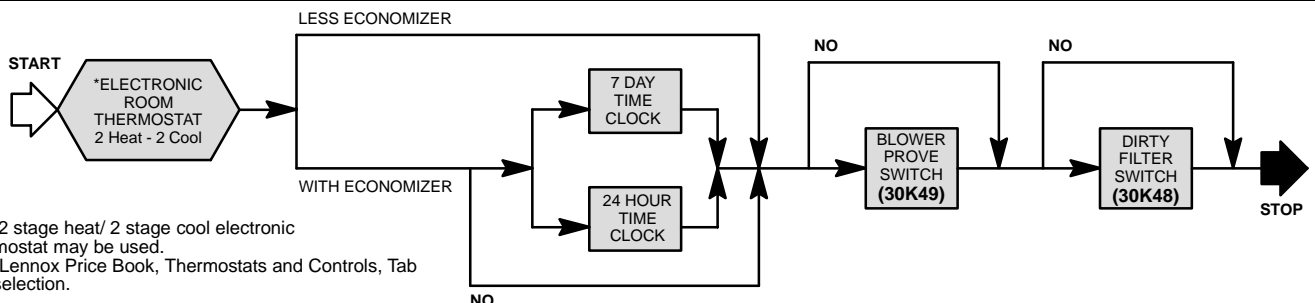 LESS ECONOMIZER
START
*ELECTRONIC
ROOM
THERMOSTAT
2 Heat - 2 Cool
WITH ECONOMIZER
7 DAY
TIME
CLOCK
24 HOUR
TIME
CLOCK
NO
NO
BLOWER
PROVE
SWITCH
(30K49)
NO
DIRTY
FILTER
SWITCH
(30K48)
STOP
2 stage heat/ 2 stage cool electronic
mostat may be used.
Lennox Price Book, Thermostats and Controls, Tab
selection.